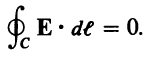 ∮_C 𝐄 · dℓ = 0.